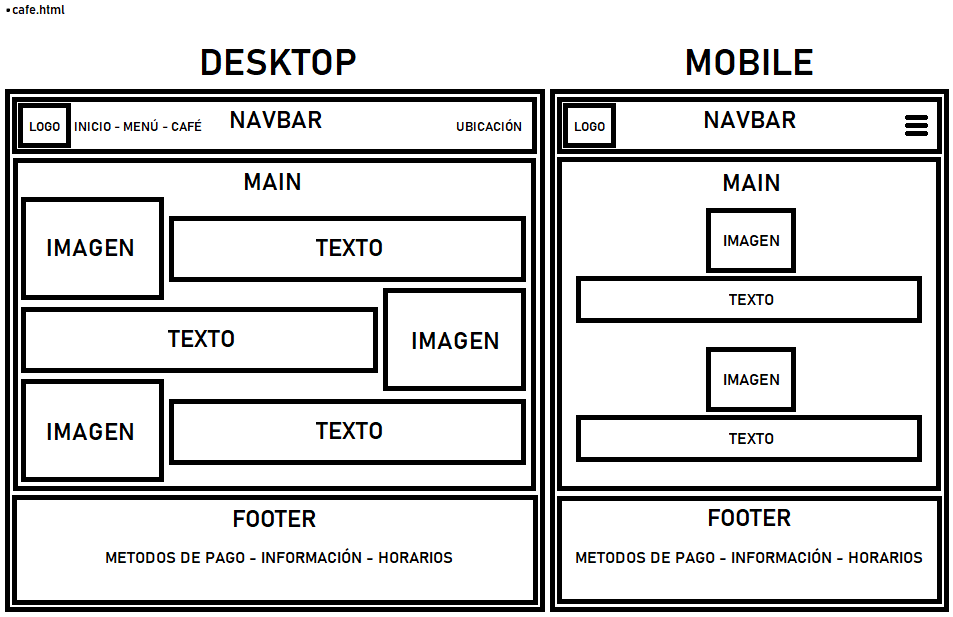 •cafe.html
DESKTOP
LOGO INICIO - MENÚ - CAFÉ NAVBAR UBICACIÓN
MAIN
IMAGEN TEXTO
TEXTO IMAGEN
IMAGEN TEXTO
FOOTER
METODOS DE PAGO - INFORMACIÓN - HORARIOS
MOBILE
LOGO NAVBAR
MAIN
IMAGEN
TEXTO
IMAGEN
TEXTO
FOOTER
METODOS DE PAGO - INFORMACIÓN - HORARIOS